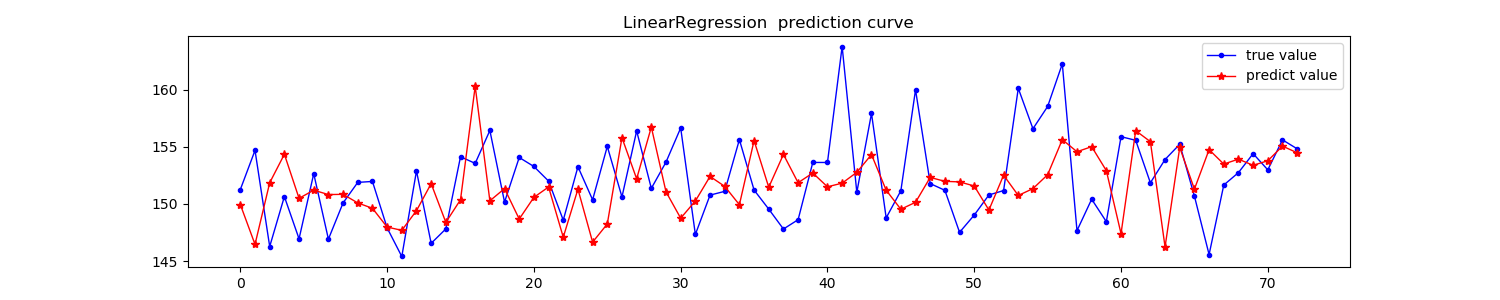 LinearRegression  prediction curve
true value
predict value
160
155
150
145
0 10 20 30 40 50 60 70